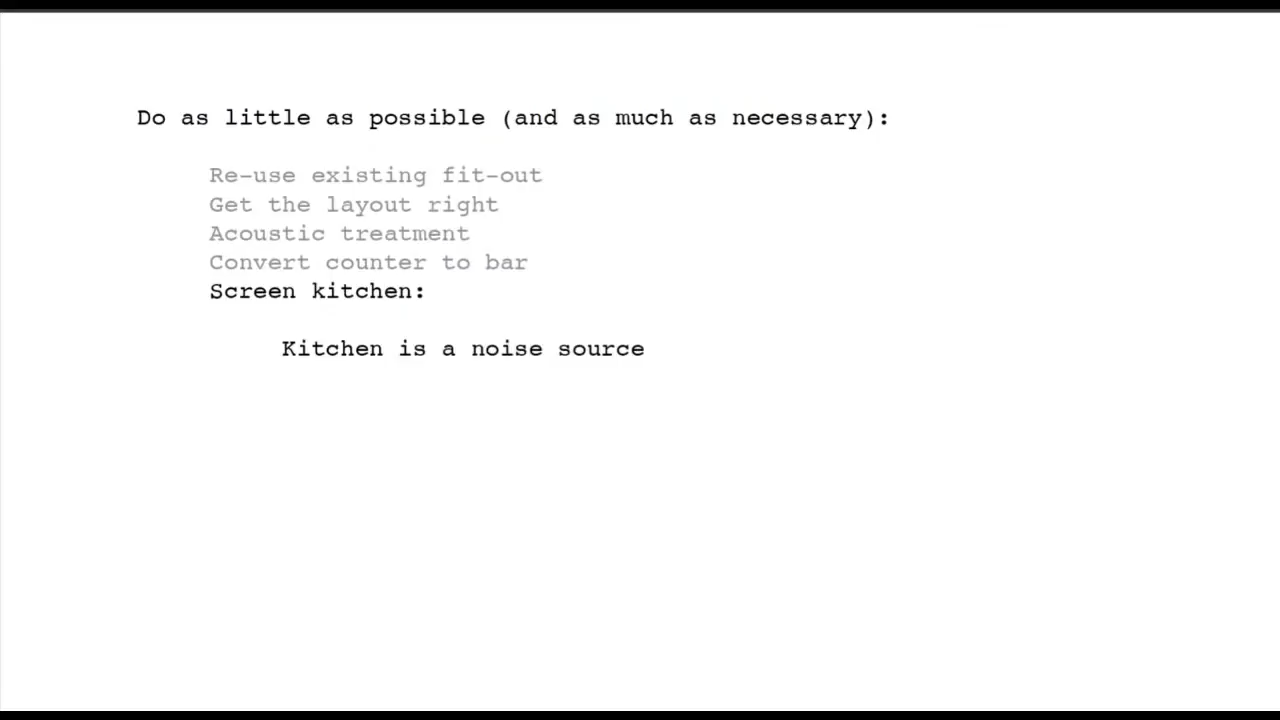 Do as little as possible (and as much as necessary):
Re-use existing fit-out
Get the layout right
Acoustic treatment
Convert counter to bar
Screen kitchen:
Kitchen is a noise source